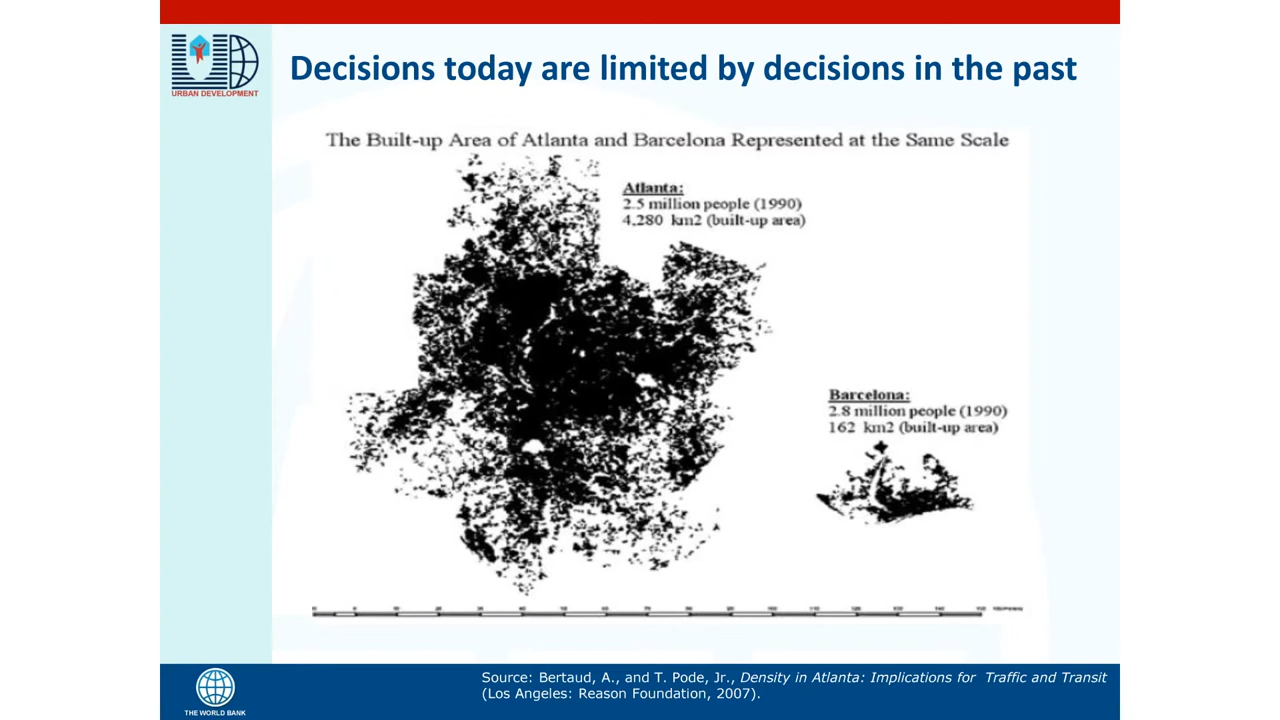 URBAN DEVELOPMENT
Decisions today are limited by decisions in the past
The Built-up Area of Atlanta and Barcelona Represented at the Same Scale
Atlanta:
2.5 million people (1990)
4,280 km2 (built-up area)
Barcelona:
2.8 million people (1990)
162 km2 (built-up area)
Source: Bertaud, A., and T. Pode, Jr., Density in Atlanta: Implications for Traffic and Transit
(Los Angeles: Reason Foundation, 2007).
THE WORLD BANK